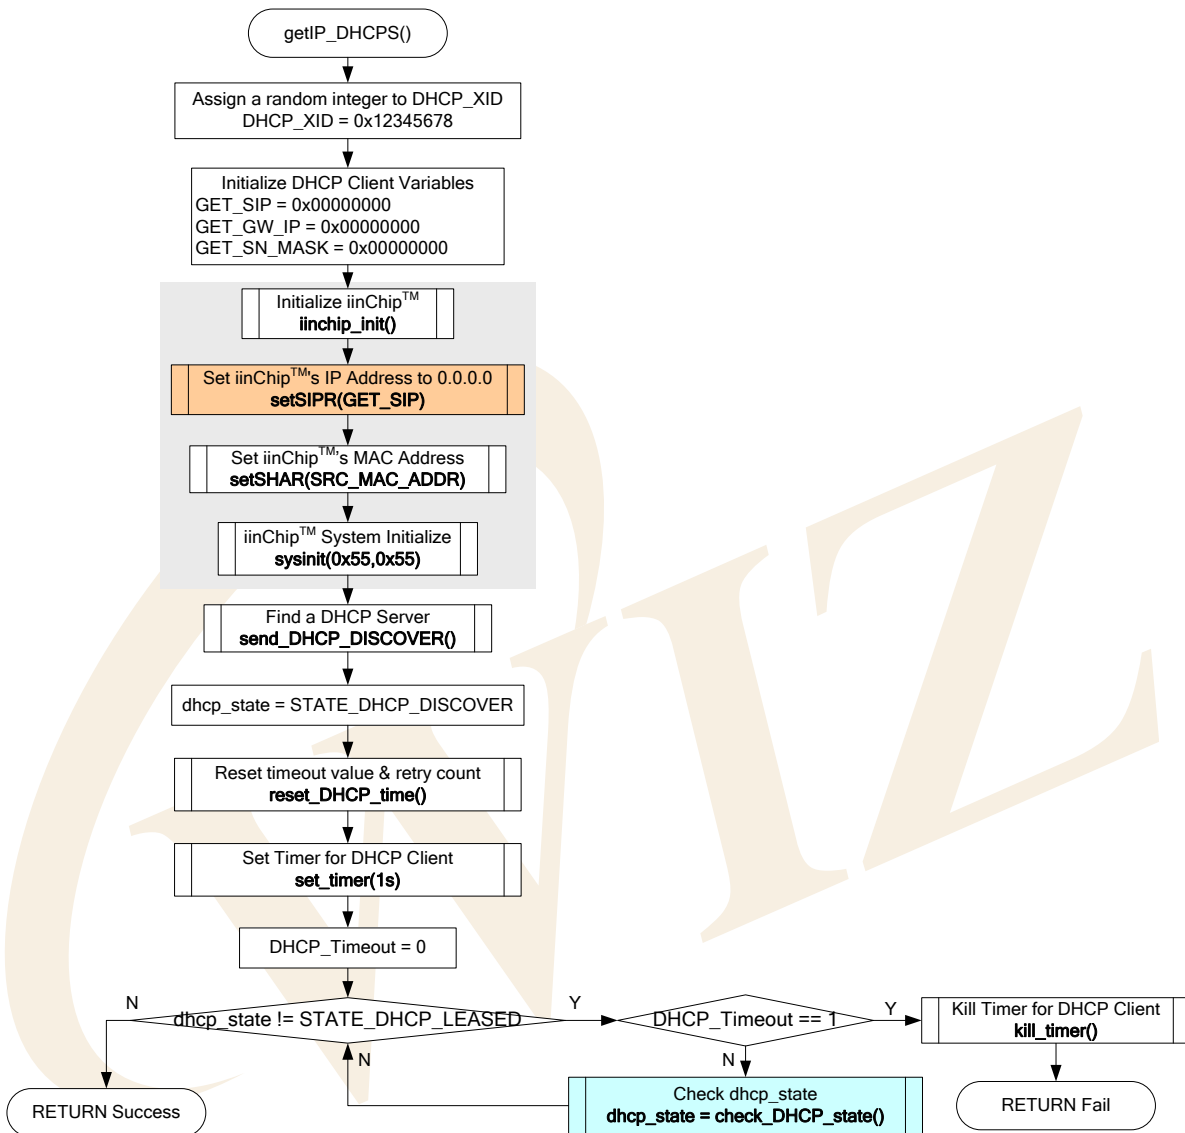 getIP_DHCPS()
Assign a random integer to DHCP_XID
DHCP_XID = 0x12345678
Initialize DHCP Client Variables
GET_SIP = 0x00000000
GET_GW_IP = 0x00000000
GET_SN_MASK = 0x00000000
Initialize iinChip™
iinchip_init()
Set iinChip™'s IP Address to 0.0.0.0
setSIPR(GET_SIP)
Set iinChip™'s MAC Address
setSHAR(SRC_MAC_ADDR)
iinChip™ System Initialize
sysinit(0x55,0x55)
Find a DHCP Server
send_DHCP_DISCOVER()
dhcp_state = STATE_DHCP_DISCOVER
Reset timeout value & retry count
reset_DHCP_time()
Set Timer for DHCP Client
set_timer(1s)
DHCP_Timeout = 0
N
dhcp_state != STATE_DHCP_LEASED
Y
DHCP_Timeout == 1
Y
Kill Timer for DHCP Client
kill_timer()
N
N
RETURN Success
Check dhcp_state
dhcp_state = check_DHCP_state()
RETURN Fail
WIZ